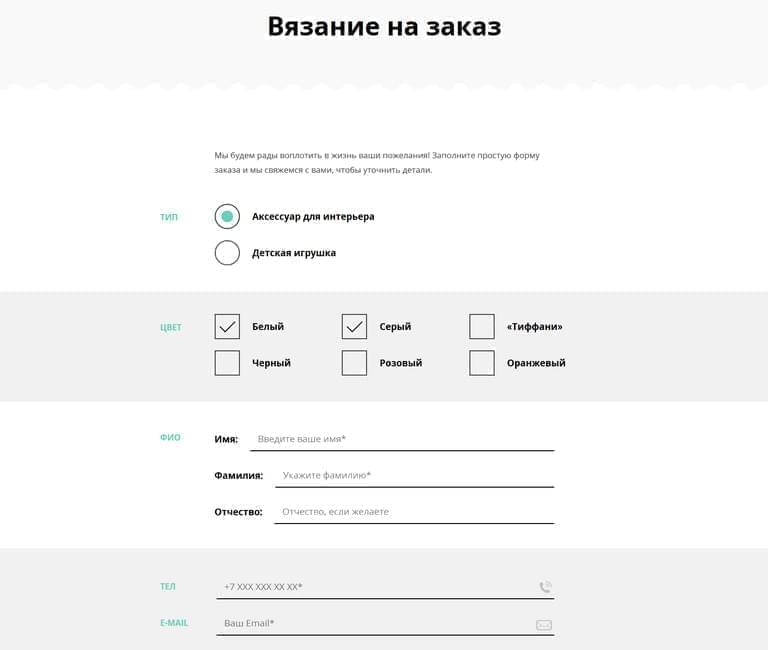 Вязание на заказ
Мы будем рады воплотить в жизнь ваши пожелания! Заполните простую форму
заказа и мы свяжемся с вами, чтобы уточнить детали.
ТИП
Аксессуар для интерьера
Детская игрушка
ЦВЕТ
Белый
Серый
«Тиффани»
Черный
Розовый
Оранжевый
ФИО
Имя: Введите ваше имя*
Фамилия: Укажите фамилию*
Отчество: Отчество, если желаете
ТЕЛ +7 XXX XXX XX XX*
E-MAIL Ваш Email*